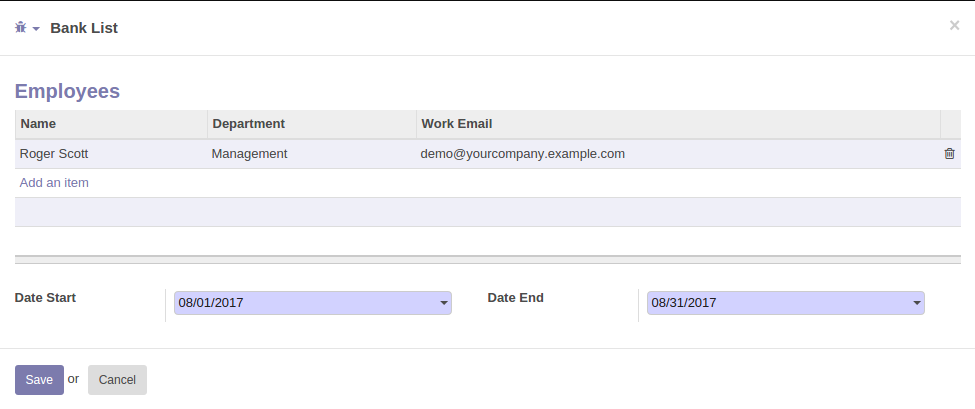 Bank List ×
Employees
Name Department Work Email
Roger Scott Management demo@yourcompany.example.com
Add an item
Date Start 08/01/2017 Date End 08/31/2017
Save or Cancel